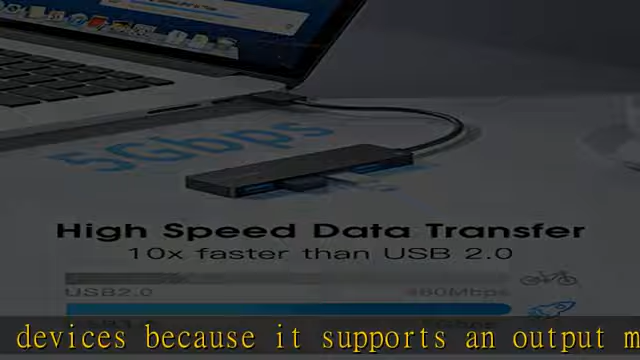 5Gbps
High Speed Data Transfer
10x faster than USB 2.0
USB2.0 480Mbps
devices because it supports an output m